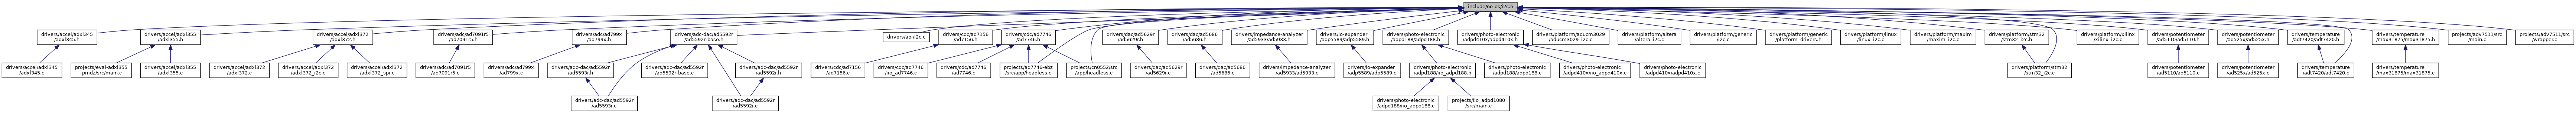 include/no-os/i2c.h
drivers/accel/adxl345
/adxl345.h
drivers/accel/adxl355
/adxl355.h
drivers/accel/adxl372
/adxl372.h
drivers/adc/ad7091r5
/ad7091r5.h
drivers/adc/ad799x
/ad799x.h
drivers/adc-dac/ad5592r
/ad5592r-base.h
drivers/api/i2c.c
drivers/cdc/ad7156
/ad7156.h
drivers/cdc/ad7746
/ad7746.h
drivers/dac/ad5629r
/ad5629r.h
drivers/dac/ad5686
/ad5686.h
drivers/impedance-analyzer
/ad5933/ad5933.h
drivers/io-expander
/adp5589/adp5589.h
drivers/photo-electronic
/adpd188/adpd188.h
drivers/photo-electronic
/adpd410x/adpd410x.h
drivers/platform/aducm3029
/aducm3029_i2c.c
drivers/platform/altera
/altera_i2c.c
drivers/platform/generic
/i2c.c
drivers/platform/generic
/platform_drivers.h
drivers/platform/linux
/linux_i2c.c
drivers/platform/maxim
/maxim_i2c.c
drivers/platform/stm32
/stm32_i2c.h
drivers/platform/xilinx
/xilinx_i2c.c
drivers/potentiometer
/ad5110/ad5110.h
drivers/potentiometer
/ad525x/ad525x.h
drivers/temperature
/adt7420/adt7420.h
drivers/temperature
/max31875/max31875.h
projects/adv7511/src
/main.c
projects/adv7511/src
/wrapper.c
drivers/accel/adxl345
/adxl345.c
projects/eval-adxl355
-pmdz/src/main.c
drivers/accel/adxl355
/adxl355.c
drivers/accel/adxl372
/adxl372.c
drivers/accel/adxl372
/adxl372_i2c.c
drivers/accel/adxl372
/adxl372_spi.c
drivers/adc/ad7091r5
/ad7091r5.c
drivers/adc/ad799x
/ad799x.c
drivers/adc-dac/ad5592r
/ad5593r.h
drivers/adc-dac/ad5592r
/ad5592r-base.c
drivers/adc-dac/ad5592r
/ad5592r.h
drivers/cdc/ad7156
/ad7156.c
drivers/cdc/ad7746
/iio_ad7746.c
drivers/cdc/ad7746
/ad7746.c
projects/ad7746-ebz
/src/app/headless.c
projects/cn0552/src
/app/headless.c
drivers/dac/ad5629r
/ad5629r.c
drivers/dac/ad5686
/ad5686.c
drivers/impedance-analyzer
/ad5933/ad5933.c
drivers/io-expander
/adp5589/adp5589.c
drivers/photo-electronic
/adpd188/iio_adpd188.h
drivers/photo-electronic
/adpd188/adpd188.c
drivers/photo-electronic
/adpd410x/iio_adpd410x.c
drivers/photo-electronic
/adpd410x/adpd410x.c
drivers/platform/stm32
/stm32_i2c.c
drivers/potentiometer
/ad5110/ad5110.c
drivers/potentiometer
/ad525x/ad525x.c
drivers/temperature
/adt7420/adt7420.c
drivers/temperature
/max31875/max31875.c
drivers/adc-dac/ad5592r
/ad5593r.c
drivers/adc-dac/ad5592r
/ad5592r.c
drivers/photo-electronic
/adpd188/iio_adpd188.c
projects/iio_adpd1080
/src/main.c